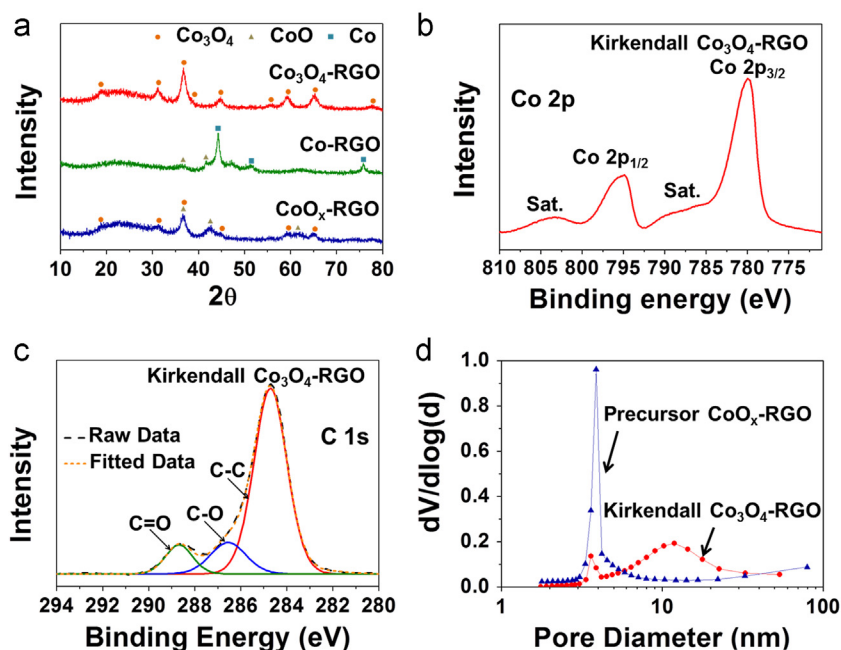 a
Co₃O₄ CoO Co
Co₃O₄-RGO
Co-RGO
CoOₓ-RGO
Intensity
10 20 30 40 50 60 70 80
2θ
b
Kirkendall Co₃O₄-RGO
Co 2p₃/₂
Co 2p
Co 2p₁/₂
Sat.
Sat.
Intensity
810 805 800 795 790 785 780 775
Binding energy (eV)
c
Kirkendall Co₃O₄-RGO
Raw Data
Fitted Data
C 1s
C-C
C-O
C=O
Intensity
294 292 290 288 286 284 282 280
Binding Energy (eV)
d
1.0
0.8
0.6
0.4
0.2
0.0
dV/dlog(d)
Precursor CoOₓ-RGO
Kirkendall Co₃O₄-RGO
1 10 100
Pore Diameter (nm)